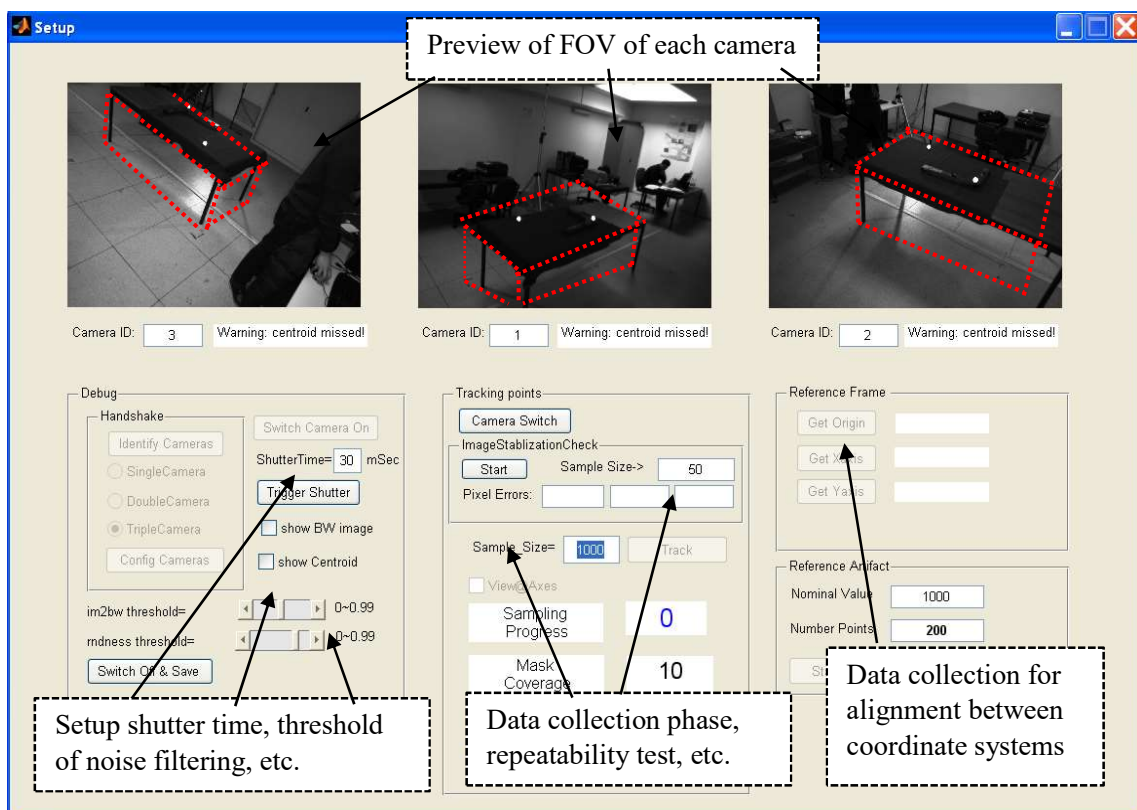 Setup
Preview of FOV of each camera
Camera ID: 3 Warning: centroid missed!
Camera ID: 1 Warning: centroid missed!
Camera ID: 2 Warning: centroid missed!
Debug
Handshake
Identify Cameras
SingleCamera
DoubleCamera
TripleCamera
Config Cameras
Switch Camera On
ShutterTime= 30 mSec
Trigger Shutter
show BW image
show Centroid
im2bw threshold= 0~0.99
rndness threshold= 0~0.99
Switch Off & Save
Setup shutter time, threshold
of noise filtering, etc.
Tracking points
Camera Switch
ImageStablizationCheck
Start Sample Size-> 50
Pixel Errors:
Sample_Size= 1000 Track
View@Axes
Sampling
Progress
0
Mask
Coverage
10
Data collection phase,
repeatability test, etc.
Reference Frame
Get Origin
Get Xaxis
Get Yaxis
Reference Artifact
Nominal Value 1000
Number Points 200
Data collection for
alignment between
coordinate systems